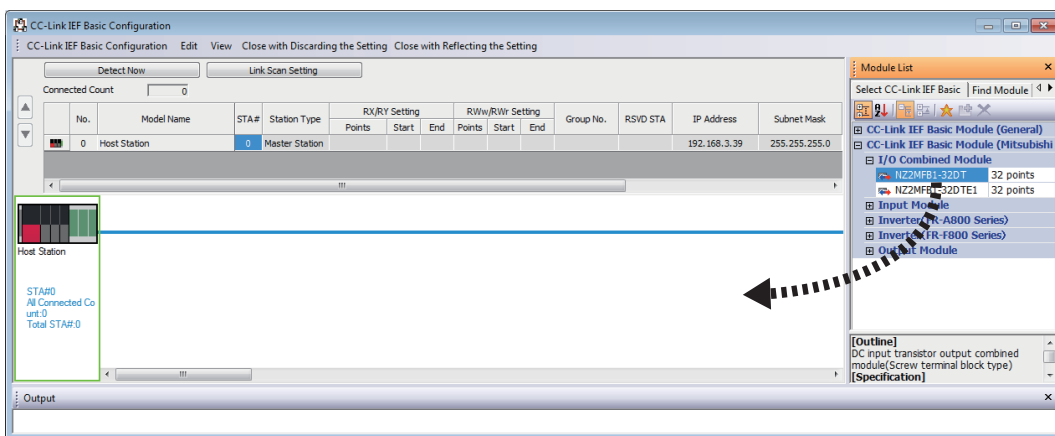 CC-Link IEF Basic Configuration
CC-Link IEF Basic Configuration Edit View Close with Discarding the Setting Close with Reflecting the Setting
Detect Now Link Scan Setting
Connected Count 0
No. Model Name STA# Station Type RX/RY Setting RWw/RWr Setting Group No. RSVD STA IP Address Subnet Mask
Points Start End Points Start End
0 Host Station 0 Master Station 192.168.3.39 255.255.255.0
Host Station
STA#0
All Connected Co
unt:0
Total STA#:0
Module List
Select CC-Link IEF Basic Find Module
CC-Link IEF Basic Module (General)
CC-Link IEF Basic Module (Mitsubishi
I/O Combined Module
NZ2MFB1-32DT 32 points
NZ2MFB1-32DTE1 32 points
Input Module
Inverter(FR-A800 Series)
Inverter(FR-F800 Series)
Output Module
[Outline]
DC input transistor output combined
module(Screw terminal block type)
[Specification]
Output